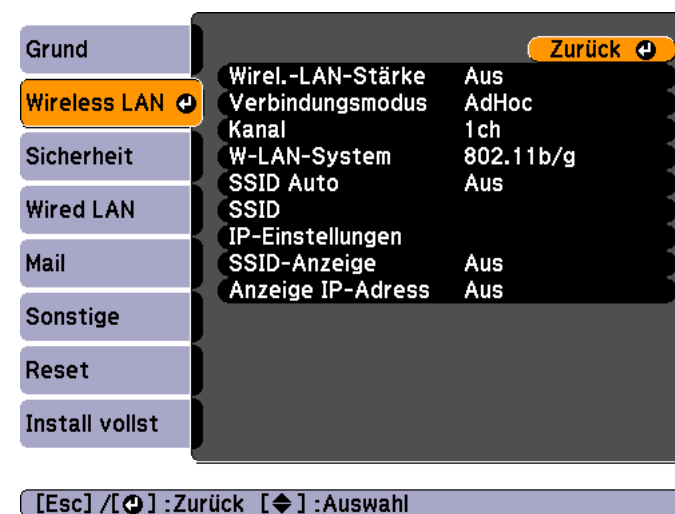 Grund
Wireless LAN
Sicherheit
Wired LAN
Mail
Sonstige
Reset
Install vollst
Zurück
Wirel.-LAN-Stärke Aus
Verbindungsmodus AdHoc
Kanal 1ch
W-LAN-System 802.11b/g
SSID Auto Aus
SSID
IP-Einstellungen
SSID-Anzeige Aus
Anzeige IP-Adress Aus
[Esc] /[ ] :Zurück [ ] :Auswahl